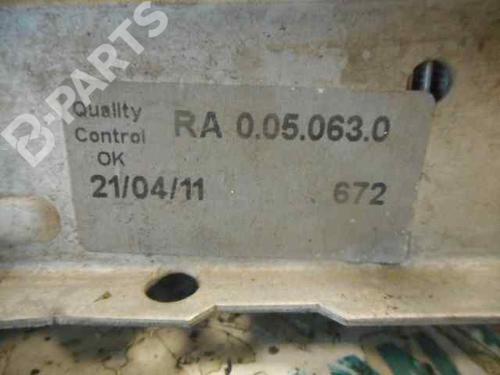 B-PARTS
Quality
Control
OK
RA 0.05.063.0
21/04/11
672